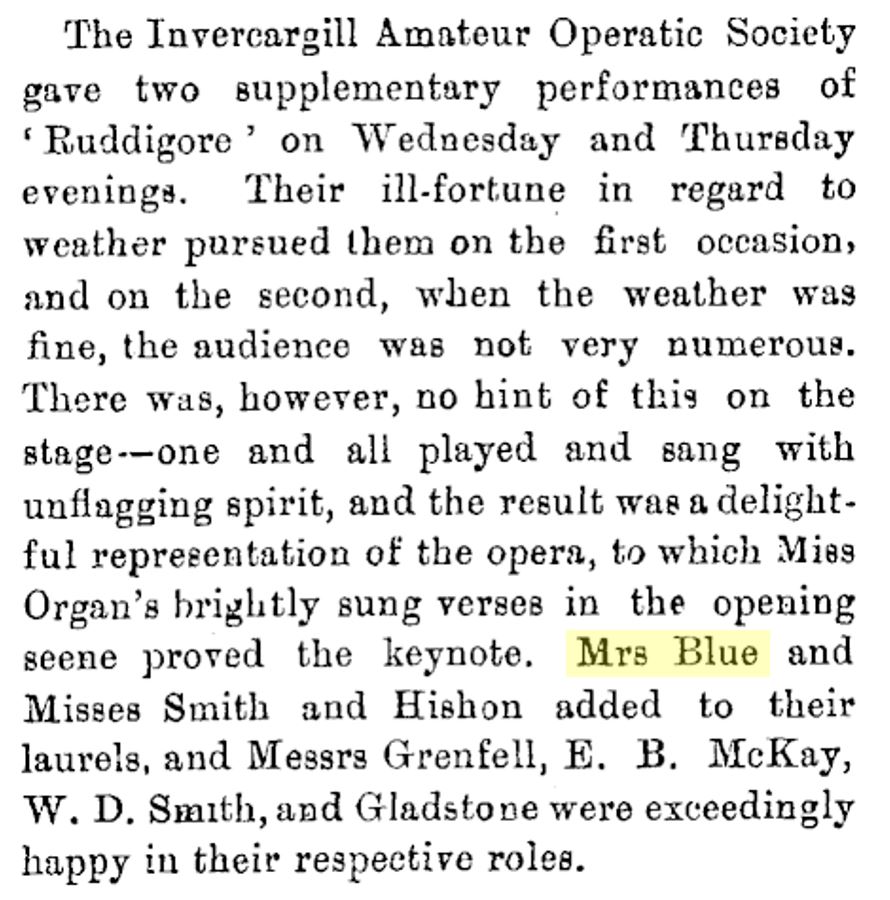 The Invercargill Amateur Operatic Society
gave two supplementary performances of
‘Ruddigore’ on Wednesday and Thursday
evenings. Their ill-fortune in regard to
weather pursued them on the first occasion,
and on the second, when the weather was
fine, the audience was not very numerous.
There was, however, no hint of this on the
stage—one and all played and sang with
unflagging spirit, and the result was a delight-
ful representation of the opera, to which Miss
Organ’s brightly sung verses in the opening
seene proved the keynote. Mrs Blue and
Misses Smith and Hishon added to their
laurels, and Messrs Grenfell, E. B. McKay,
W. D. Smith, and Gladstone were exceedingly
happy in their respective roles.